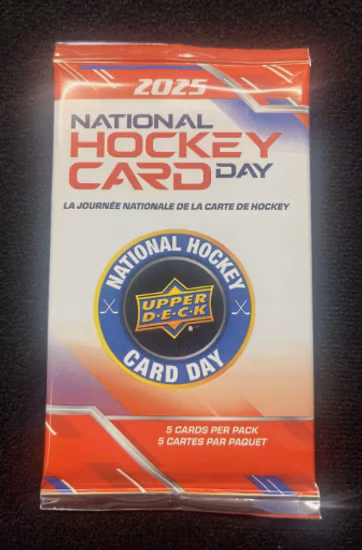 2025
NATIONAL
HOCKEY
CARD DAY
LA JOURNÉE NATIONALE DE LA CARTE DE HOCKEY
NATIONAL HOCKEY
UPPER
D·E·C·K
CARD DAY
5 CARDS PER PACK
5 CARTES PAR PAQUET